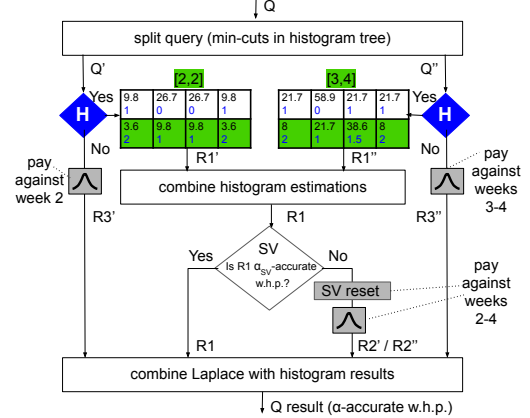 Q
split query (min-cuts in histogram tree)
Q’
Q’’
[2,2]
[3,4]
Yes
H
9.8 26.7 26.7 9.8
1 0 0 1
3.6 9.8 9.8 3.6
2 1 1 2
21.7 58.9 21.7 21.7
1 0 1 1
8 21.7 38.6 8
2 1 1.5 2
Yes
H
No
No
pay
against
week 2
R1’
R1’’
pay
against
weeks
3-4
combine histogram estimations
R3’
R3’’
R1
Yes
SV
No
Is R1 αSV-accurate
w.h.p.?
SV reset
pay
against
weeks
2-4
R1
R2’ / R2’’
combine Laplace with histogram results
Q result (α-accurate w.h.p.)